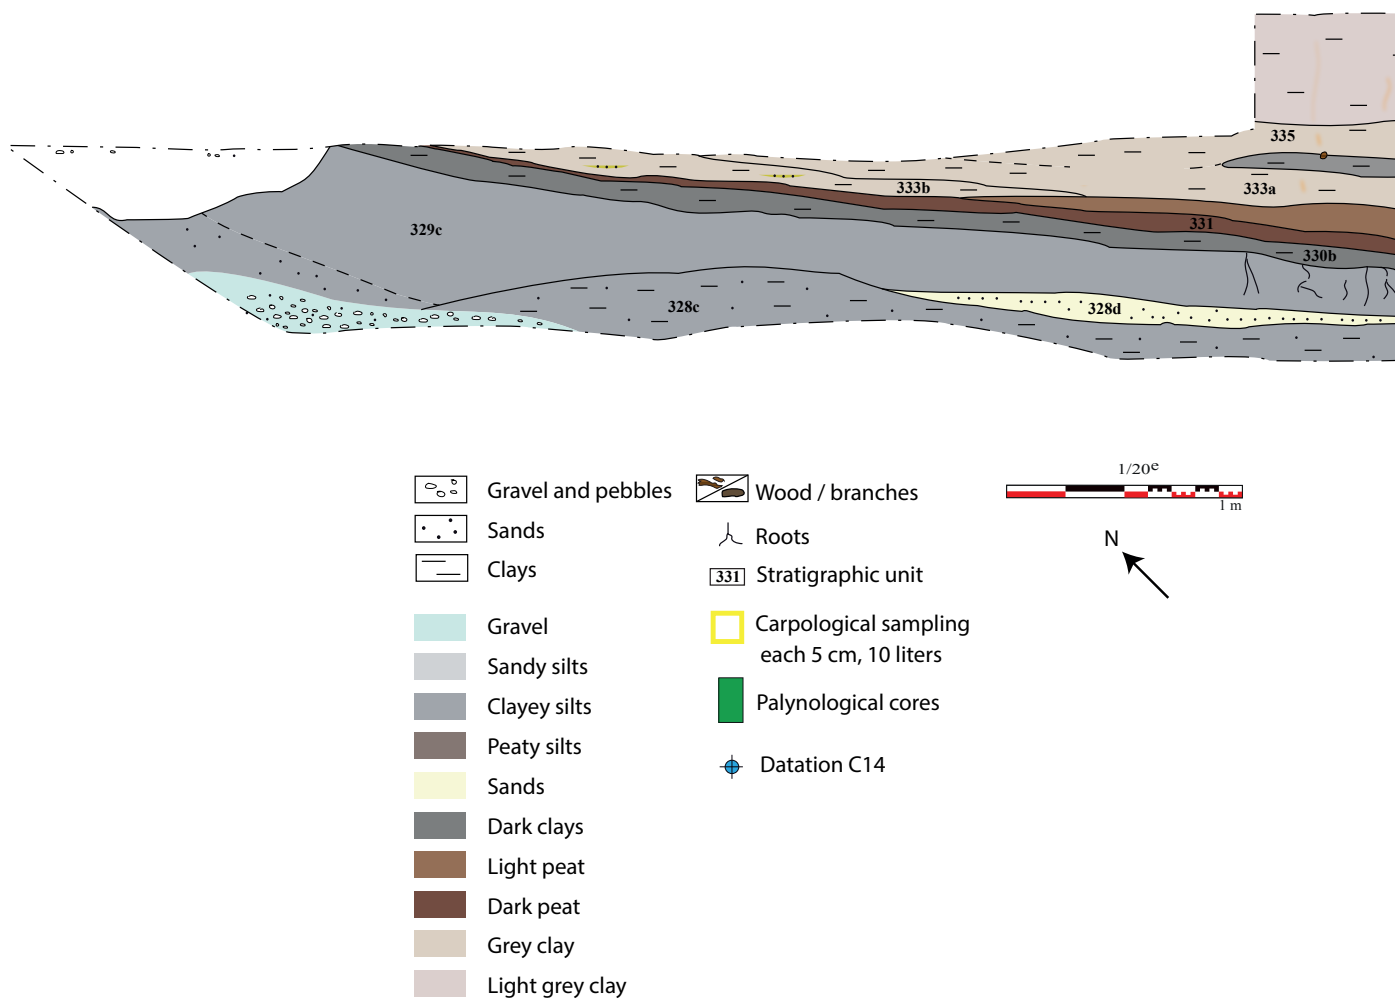 335
333b
333a
329c
331
330b
328c
328d
Gravel and pebbles
Sands
Clays
Gravel
Sandy silts
Clayey silts
Peaty silts
Sands
Dark clays
Light peat
Dark peat
Grey clay
Light grey clay
Wood / branches
Roots
331 Stratigraphic unit
Carpological sampling
each 5 cm, 10 liters
Palynological cores
Datation C14
1/20e
1 m
N